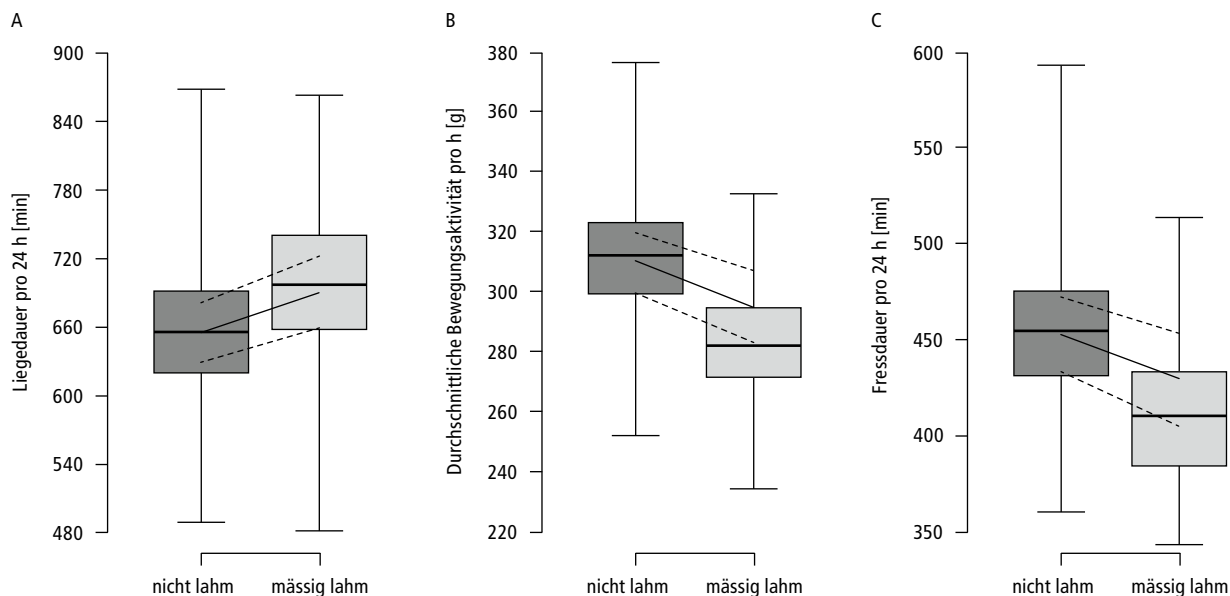 A
Liegedauer pro 24 h [min]
900
840
780
720
660
600
540
480
nicht lahm
mässig lahm
B
Durchschnittliche Bewegungsaktivität pro h [g]
380
360
340
320
300
280
260
240
220
nicht lahm
mässig lahm
C
Fressdauer pro 24 h [min]
600
550
500
450
400
350
nicht lahm
mässig lahm